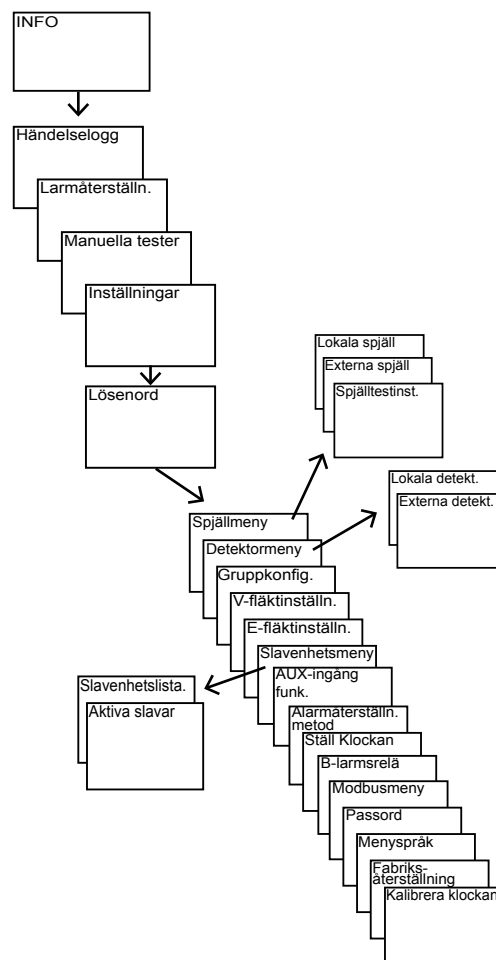 INFO
Händelselogg
Larmåterställn.
Manuella tester
Inställningar
Lösenord
Lokala spjäll
Externa spjäll
Spjälltestinst.
Lokala detekt.
Externa detekt.
Spjällmeny
Detektormeny
Gruppkonfig.
V-fläktinställn.
E-fläktinställn.
Slavenhetsmeny
Slavenhetslista.
Aktiva slavar
AUX-ingång
funk.
Alarmåterställn.
metod
Ställ Klockan
B-larmsrelä
Modbusmeny
Passord
Menyspråk
Fabriks-
återställning
Kalibrera klockan